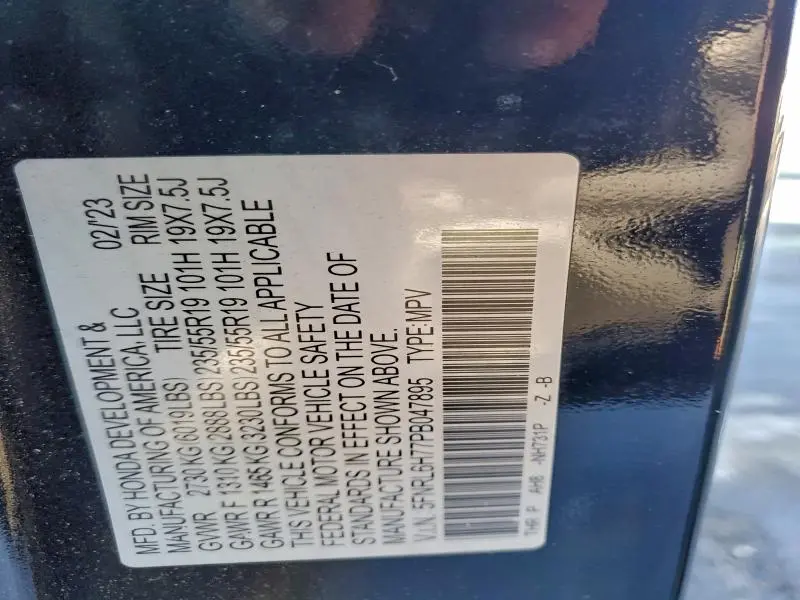 MFD. BY HONDA DEVELOPMENT & 02/'23
MANUFACTURING OF AMERICA, LLC TIRE SIZE RIM SIZE
GVWR 2730 KG (6019LBS)
GAWR F 1310 KG (2888LBS) 235/55R19 101H 19X7.5J
GAWR R 1465 KG (3230LBS) 235/55R19 101H 19X7.5J
THIS VEHICLE CONFORMS TO ALL APPLICABLE
FEDERAL MOTOR VEHICLE SAFETY
STANDARDS IN EFFECT ON THE DATE OF
MANUFACTURE SHOWN ABOVE.
V.I.N. 5FNRL6H77PB047895 TYPE:MPV
THR P AH8 -NH731P -Z -B